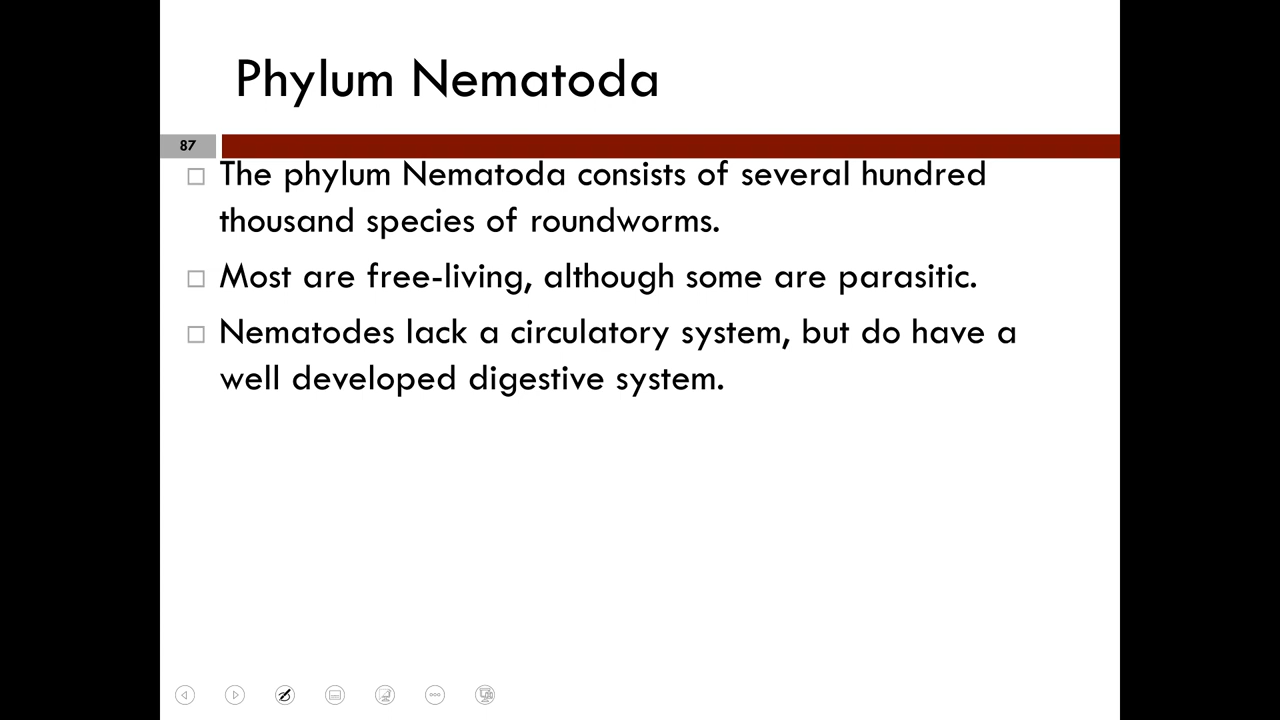 Phylum Nematoda
87
The phylum Nematoda consists of several hundred
thousand species of roundworms.
Most are free-living, although some are parasitic.
Nematodes lack a circulatory system, but do have a
well developed digestive system.